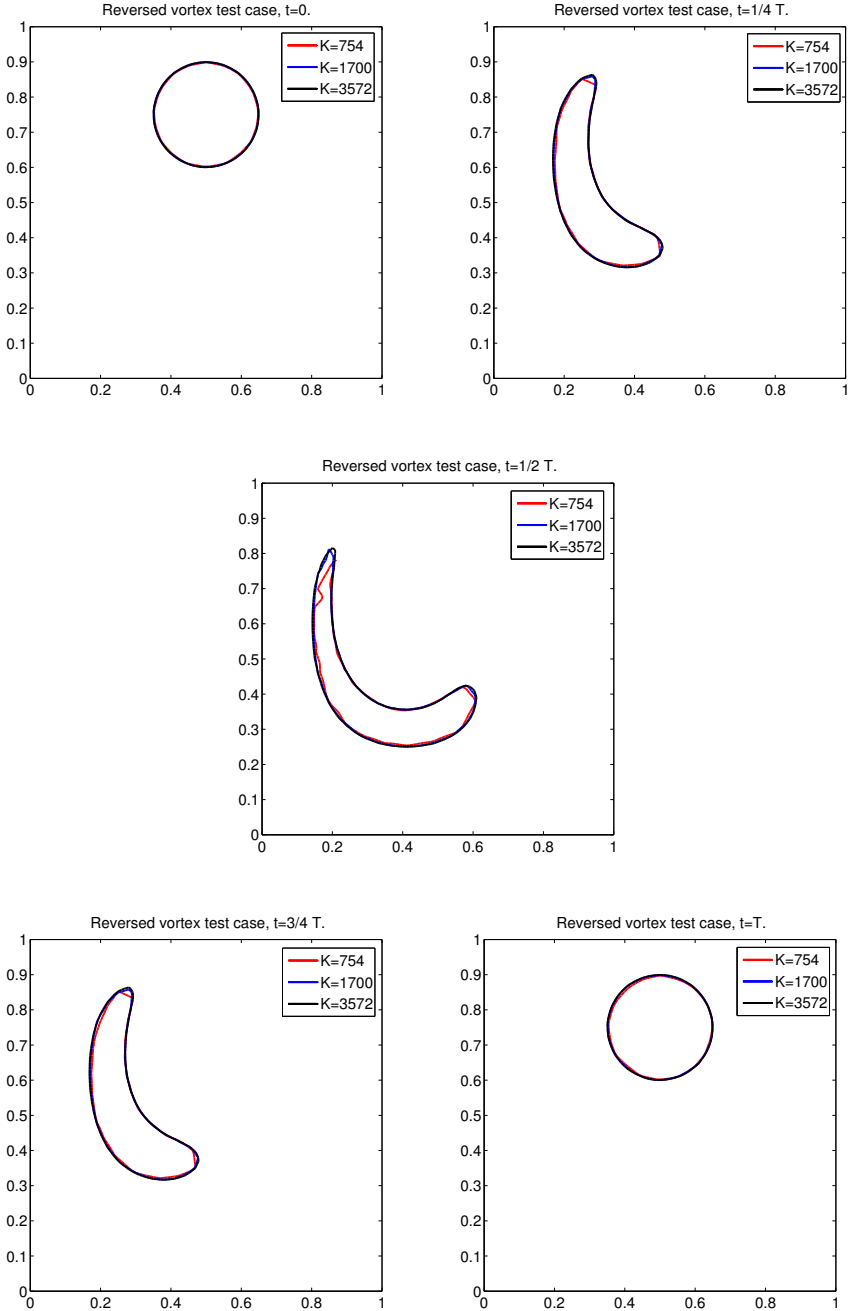 Reversed vortex test case, t=0.
1
0.9
0.8
0.7
0.6
0.5
0.4
0.3
0.2
0.1
0
0 0.2 0.4 0.6 0.8 1
K=754
K=1700
K=3572
Reversed vortex test case, t=1/4 T.
1
0.9
0.8
0.7
0.6
0.5
0.4
0.3
0.2
0.1
0
0 0.2 0.4 0.6 0.8 1
K=754
K=1700
K=3572
Reversed vortex test case, t=1/2 T.
1
0.9
0.8
0.7
0.6
0.5
0.4
0.3
0.2
0.1
0
0 0.2 0.4 0.6 0.8 1
K=754
K=1700
K=3572
Reversed vortex test case, t=3/4 T.
1
0.9
0.8
0.7
0.6
0.5
0.4
0.3
0.2
0.1
0
0 0.2 0.4 0.6 0.8 1
K=754
K=1700
K=3572
Reversed vortex test case, t=T.
1
0.9
0.8
0.7
0.6
0.5
0.4
0.3
0.2
0.1
0
0 0.2 0.4 0.6 0.8 1
K=754
K=1700
K=3572